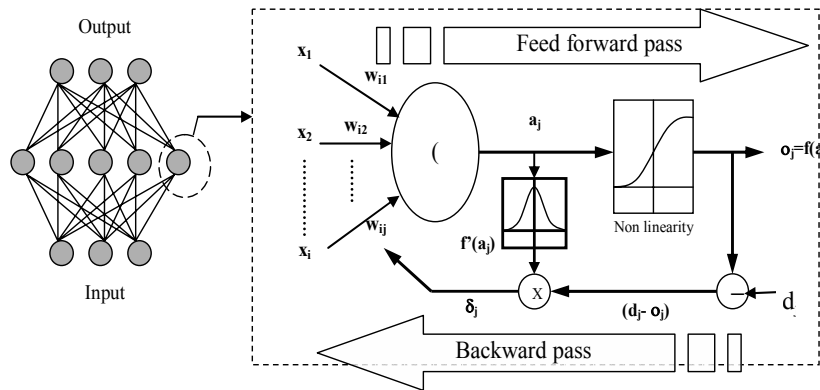 Output
Input
Feed forward pass
x1
wi1
x2
wi2
xi
wij
(
aj
f'(aj)
Non linearity
oj=f(a
X
δj
(dj- oj)
−
d
Backward pass